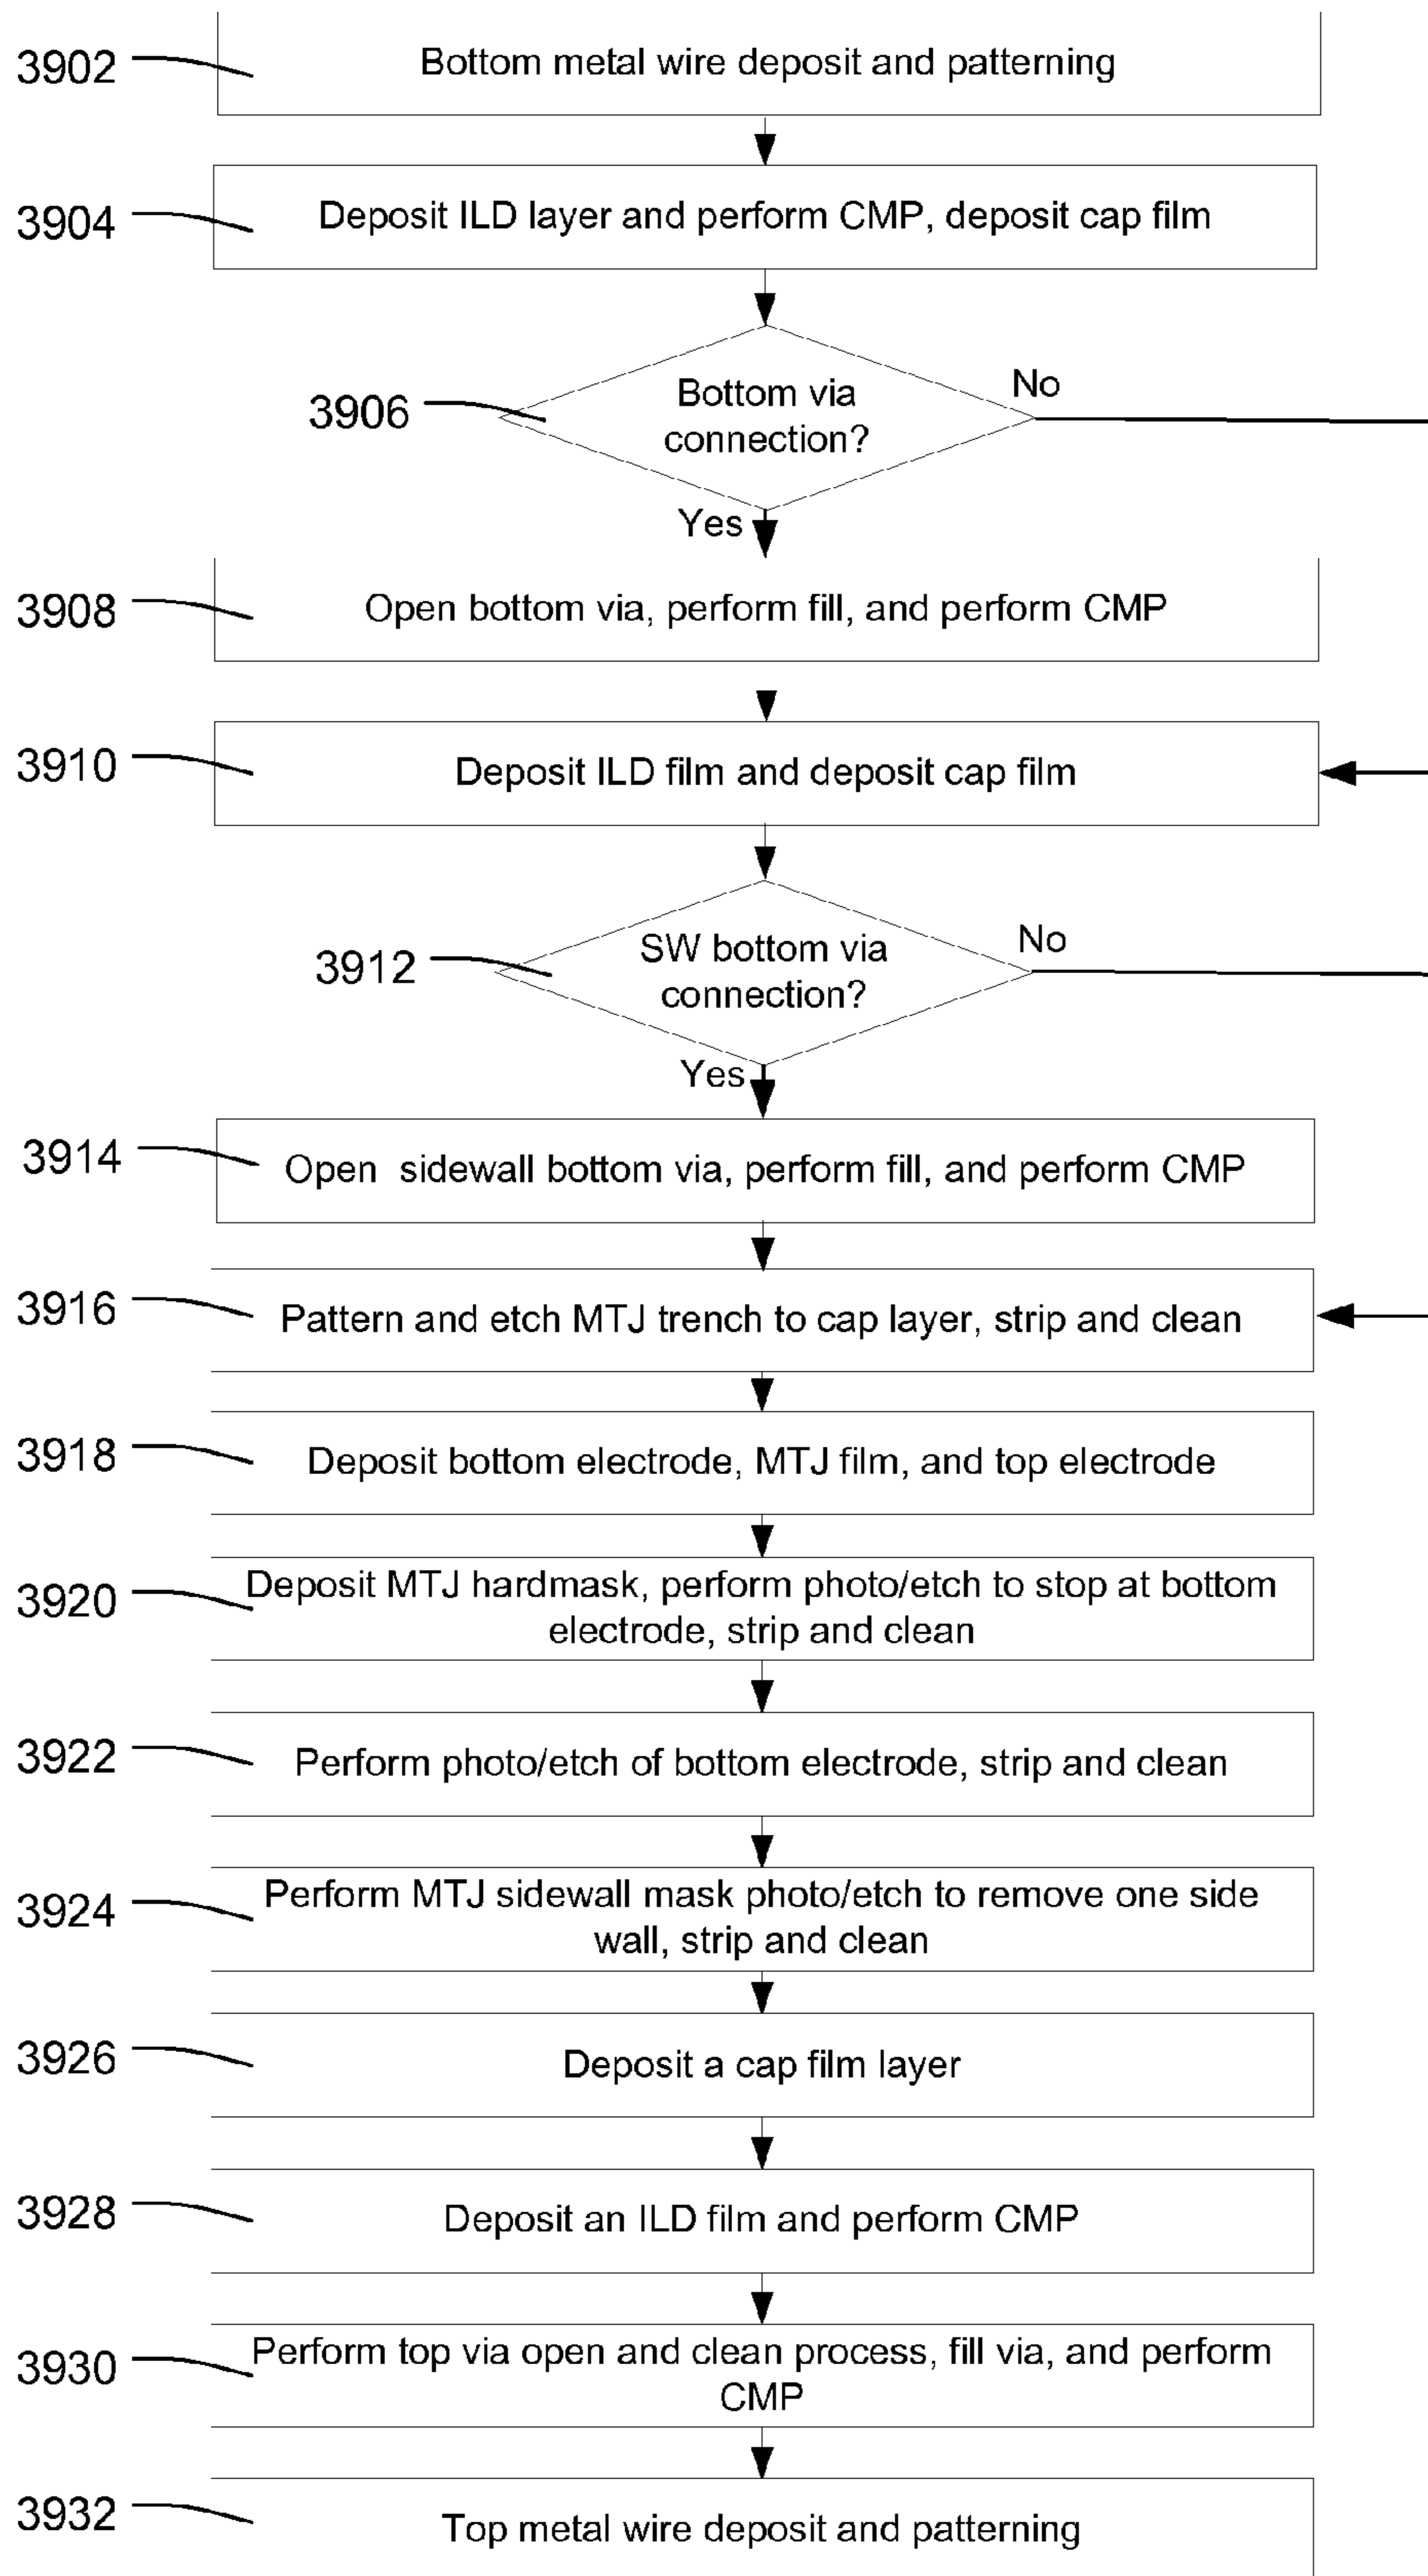 3902
Bottom metal wire deposit and patterning
3904
Deposit ILD layer and perform CMP, deposit cap film
3906
Bottom via
connection?
No
Yes
3908
Open bottom via, perform fill, and perform CMP
3910
Deposit ILD film and deposit cap film
3912
SW bottom via
connection?
No
Yes
3914
Open sidewall bottom via, perform fill, and perform CMP
3916
Pattern and etch MTJ trench to cap layer, strip and clean
3918
Deposit bottom electrode, MTJ film, and top electrode
3920
Deposit MTJ hardmask, perform photo/etch to stop at bottom
electrode, strip and clean
3922
Perform photo/etch of bottom electrode, strip and clean
3924
Perform MTJ sidewall mask photo/etch to remove one side
wall, strip and clean
3926
Deposit a cap film layer
3928
Deposit an ILD film and perform CMP
3930
Perform top via open and clean process, fill via, and perform
CMP
3932
Top metal wire deposit and patterning